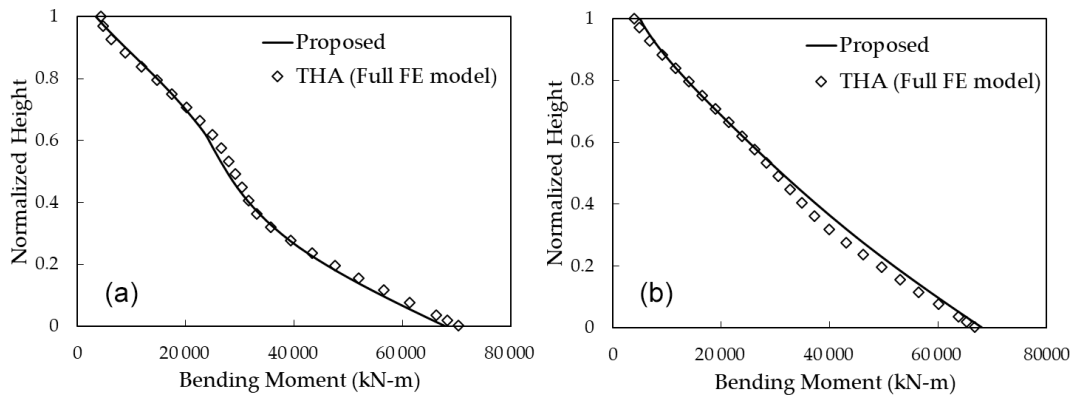 1
0.8
0.6
0.4
0.2
0
Normalized Height
Proposed
THA (Full FE model)
(a)
0
20 000
40 000
60 000
80 000
Bending Moment (kN-m)
1
0.8
0.6
0.4
0.2
0
Normalized Height
Proposed
THA (Full FE model)
(b)
0
20 000
40 000
60 000
80000
Bending Moment (kN-m)